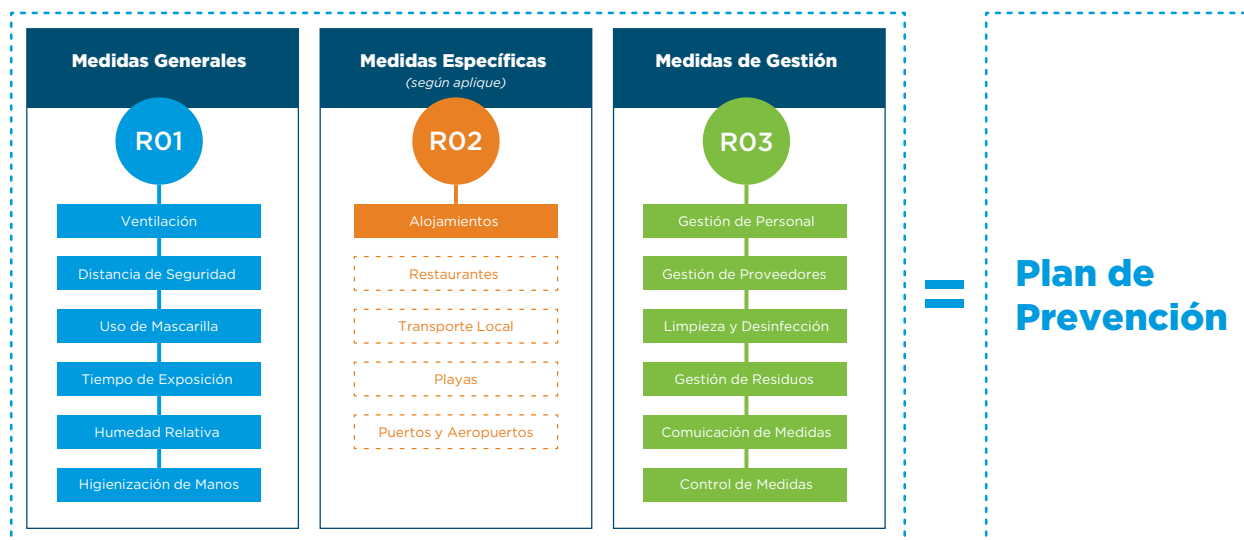 Medidas Generales
R01
Ventilación
Distancia de Seguridad
Uso de Mascarilla
Tiempo de Exposición
Humedad Relativa
Higienización de Manos
Medidas Específicas
(según aplique)
R02
Alojamientos
Restaurantes
Transporte Local
Playas
Puertos y Aeropuertos
Medidas de Gestión
R03
Gestión de Personal
Gestión de Proveedores
Limpieza y Desinfección
Gestión de Residuos
Comuicación de Medidas
Control de Medidas
=
Plan de
Prevención